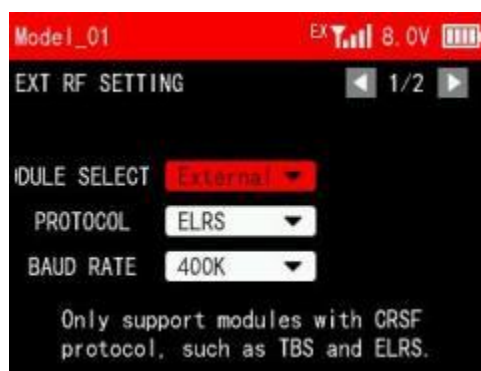 Model_01 EX 8.0V
EXT RF SETTING 1/2
ODULE SELECT External
PROTOCOL ELRS
BAUD RATE 400K
Only support modules with CRSF
protocol, such as TBS and ELRS.